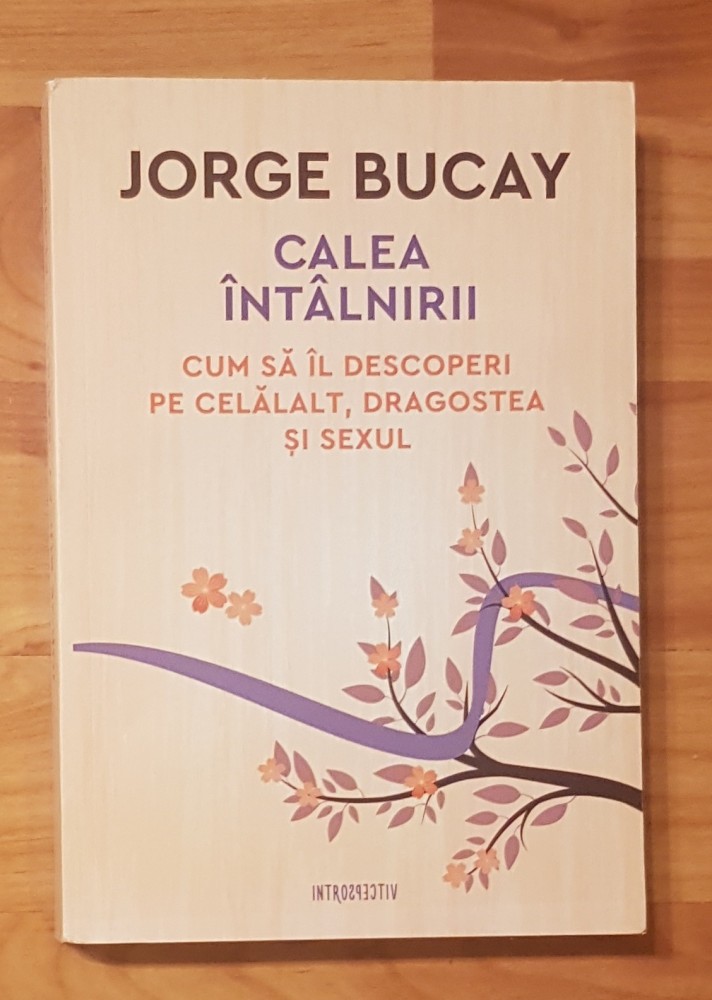 JORGE BUCAY
CALEA
ÎNTÂLNIRII
CUM SĂ ÎL DESCOPERI
PE CELĂLALT, DRAGOSTEA
ȘI SEXUL
INTROSPECTIV